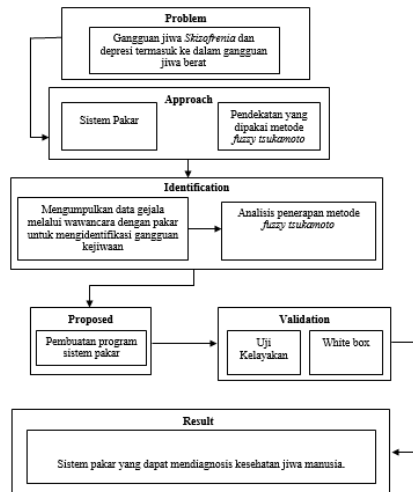 Problem
Gangguan jiwa Skizofrenia dan
depresi termasuk ke dalam gangguan
jiwa berat
Approach
Sistem Pakar
Pendekatan yang
dipakai metode
fuzzy tsukamoto
Identification
Mengumpulkan data gejala
melalui wawancara dengan pakar
untuk mengidentifikasi gangguan
kejiwaan
Analisis penerapan metode
fuzzy tsukamoto
Proposed
Pembuatan program
sistem pakar
Validation
Uji
Kelayakan
White box
Result
Sistem pakar yang dapat mendiagnosis kesehatan jiwa manusia.